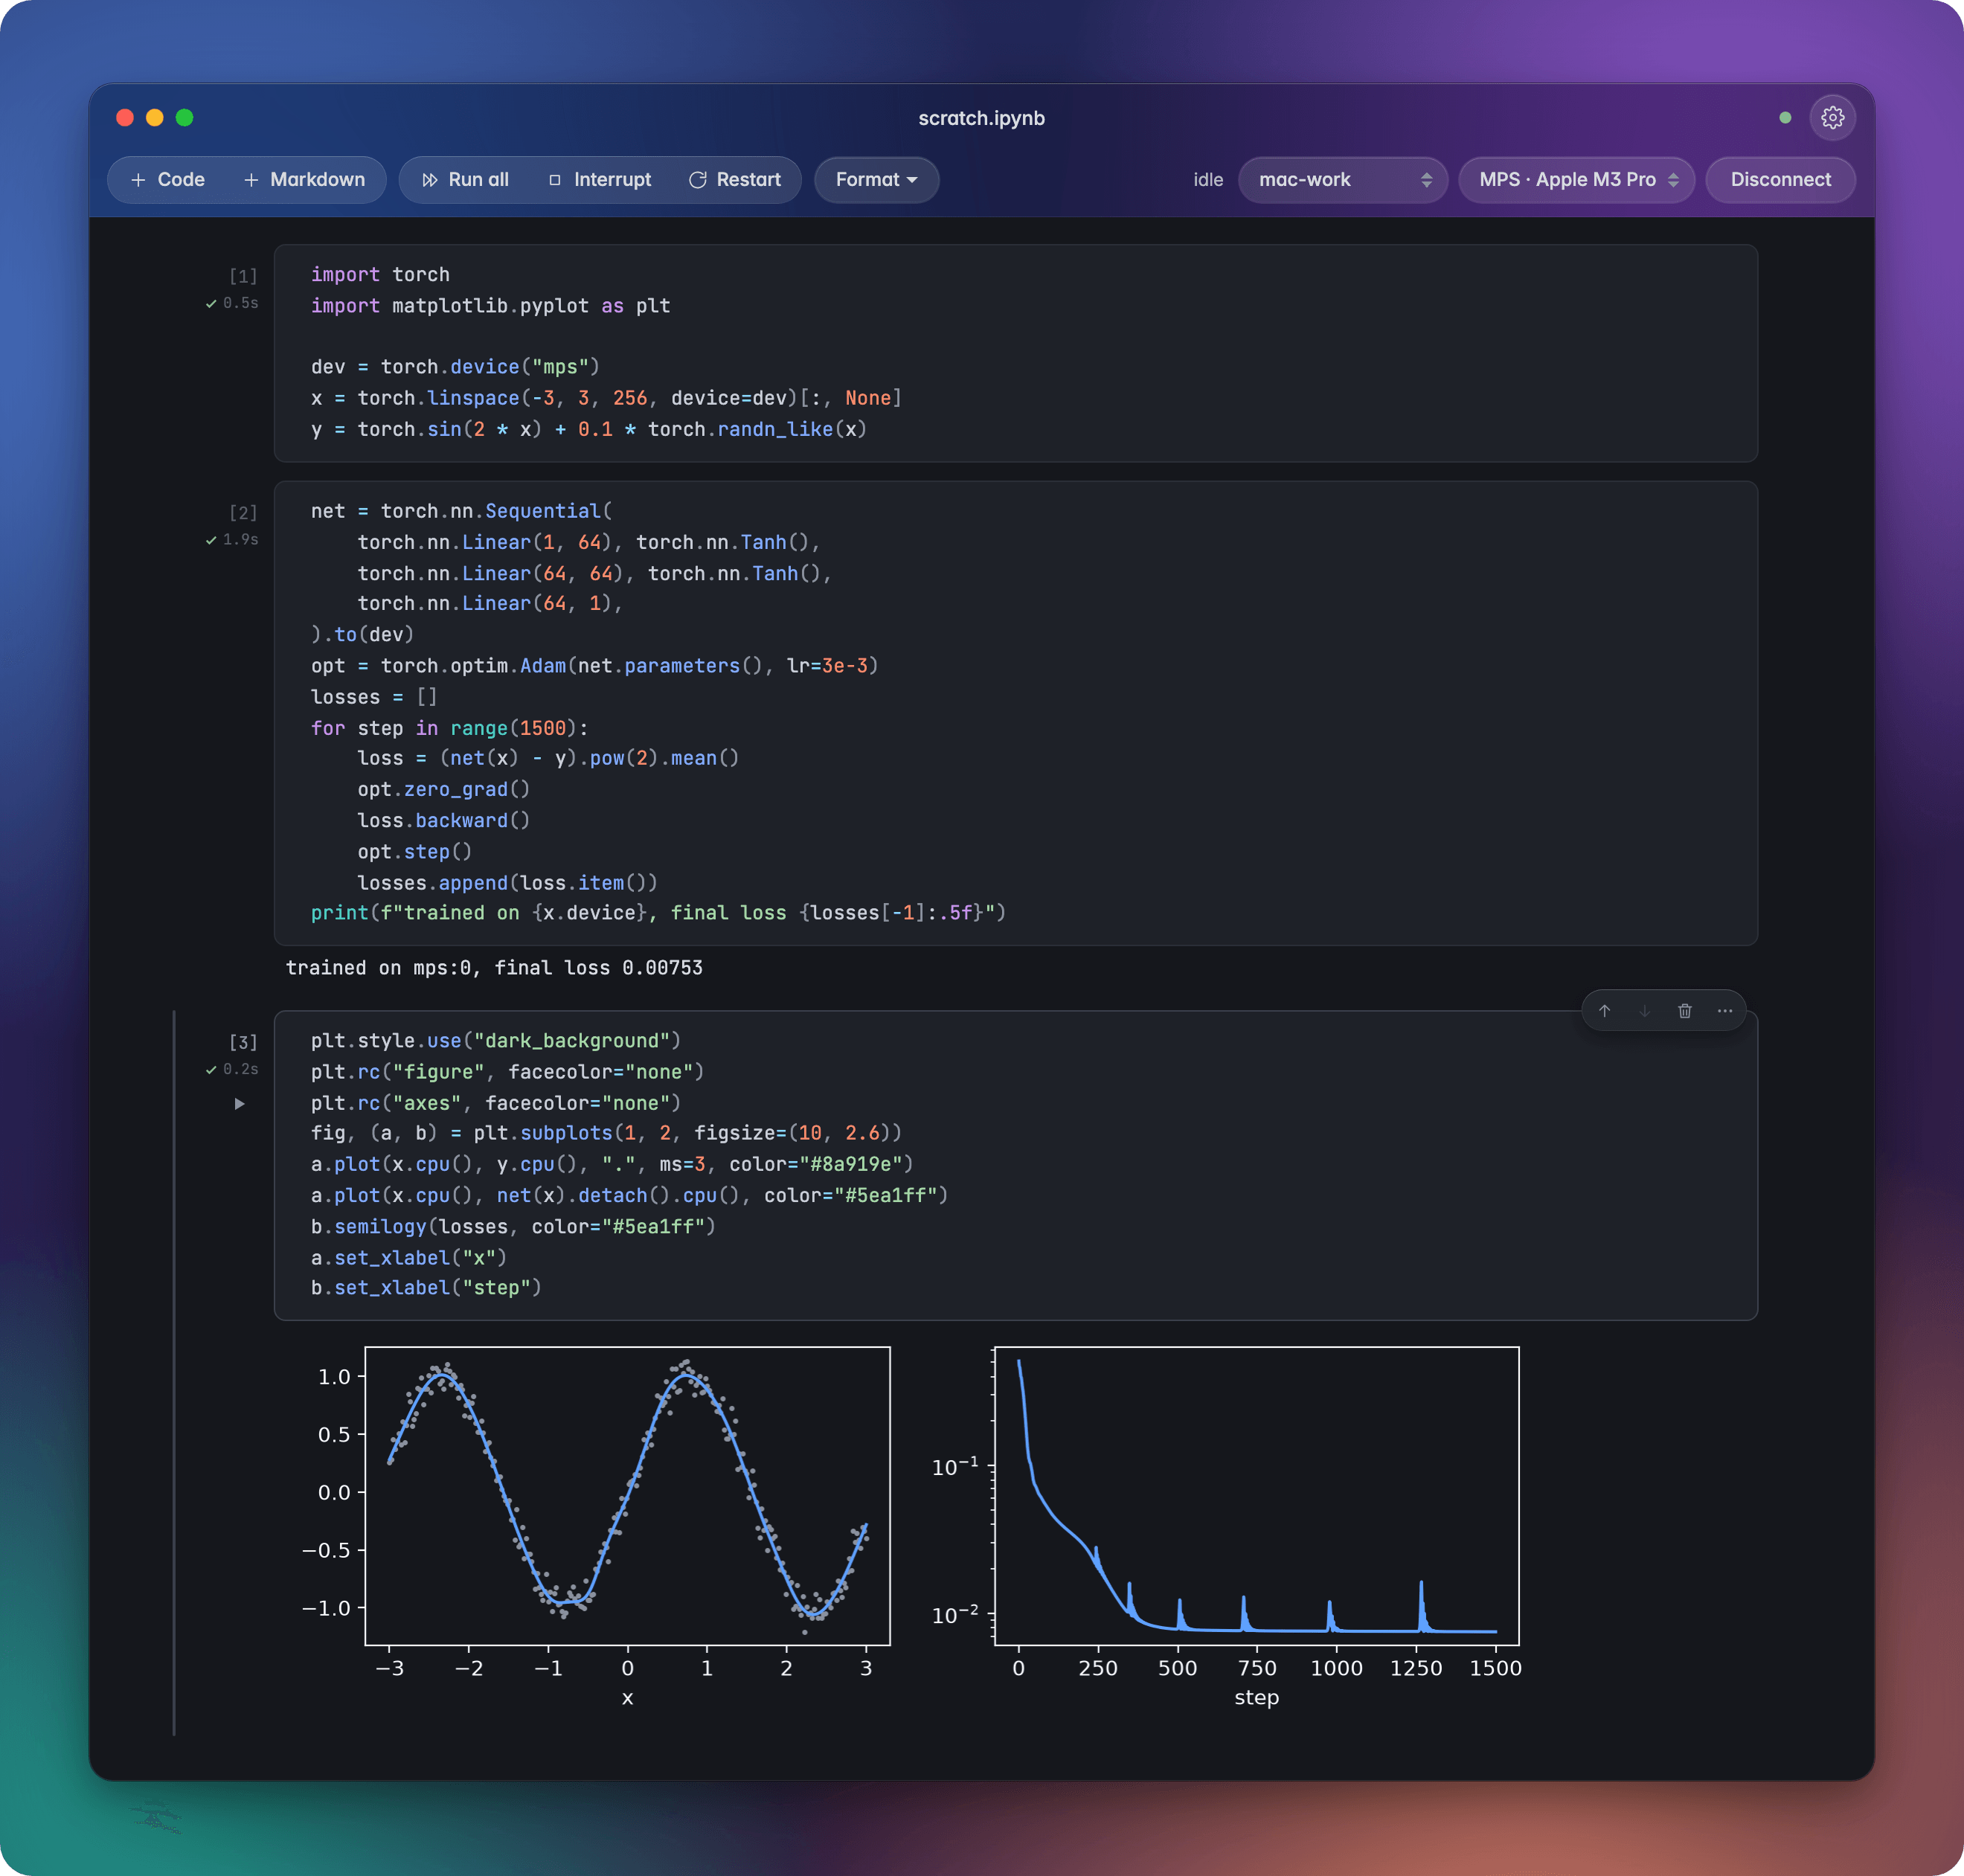 scratch.ipynb
Code Markdown Run all Interrupt Restart Format idle mac-work MPS · Apple M3 Pro Disconnect
[1]
0.5s
import torch
import matplotlib.pyplot as plt
dev = torch.device("mps")
x = torch.linspace(-3, 3, 256, device=dev)[:, None]
y = torch.sin(2 * x) + 0.1 * torch.randn_like(x)
[2]
1.9s
net = torch.nn.Sequential(
    torch.nn.Linear(1, 64), torch.nn.Tanh(),
    torch.nn.Linear(64, 64), torch.nn.Tanh(),
    torch.nn.Linear(64, 1),
).to(dev)
opt = torch.optim.Adam(net.parameters(), lr=3e-3)
losses = []
for step in range(1500):
    loss = (net(x) - y).pow(2).mean()
    opt.zero_grad()
    loss.backward()
    opt.step()
    losses.append(loss.item())
print(f"trained on {x.device}, final loss {losses[-1]:.5f}")
trained on mps:0, final loss 0.00753
[3]
0.2s
plt.style.use("dark_background")
plt.rc("figure", facecolor="none")
plt.rc("axes", facecolor="none")
fig, (a, b) = plt.subplots(1, 2, figsize=(10, 2.6))
a.plot(x.cpu(), y.cpu(), ".", ms=3, color="#8a919e")
a.plot(x.cpu(), net(x).detach().cpu(), color="#5ea1ff")
b.semilogy(losses, color="#5ea1ff")
a.set_xlabel("x")
b.set_xlabel("step")
1.0
0.5
0.0
−0.5
−1.0
−3 −2 −1 0 1 2 3
x
10⁻¹
10⁻²
0 250 500 750 1000 1250 1500
step